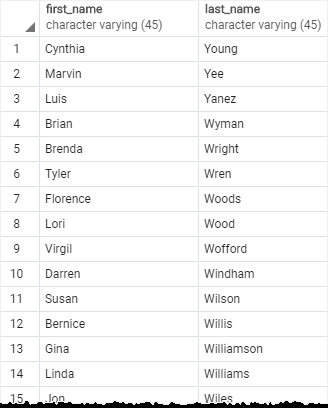 first_name last_name
character varying (45) character varying (45)
1 Cynthia Young
2 Marvin Yee
3 Luis Yanez
4 Brian Wyman
5 Brenda Wright
6 Tyler Wren
7 Florence Woods
8 Lori Wood
9 Virgil Wofford
10 Darren Windham
11 Susan Wilson
12 Bernice Willis
13 Gina Williamson
14 Linda Williams
15 Jon Wiles